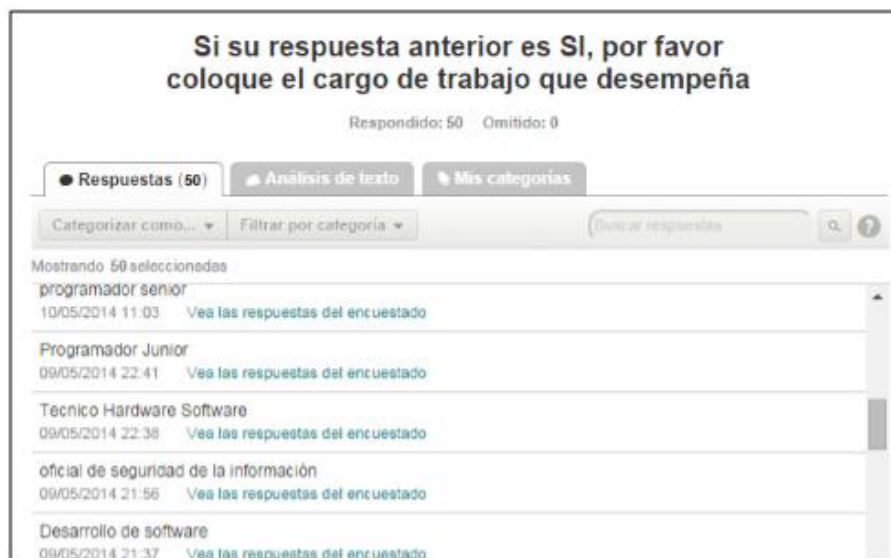 Si su respuesta anterior es SI, por favor
coloque el cargo de trabajo que desempeña
Respondido: 50 Omitido: 0
Respuestas (50) Análisis de texto Mis categorías
Categorizar como... Filtrar por categoría Buscar respuestas ?
Mostrando 50 seleccionadas
programador senior
10/05/2014 11:03 Vea las respuestas del encuestado
Programador Junior
09/05/2014 22:41 Vea las respuestas del encuestado
Tecnico Hardware Software
09/05/2014 22:38 Vea las respuestas del encuestado
oficial de seguridad de la información
09/05/2014 21:56 Vea las respuestas del encuestado
Desarrollo de software
09/05/2014 21:37 Vea las respuestas del encuestado